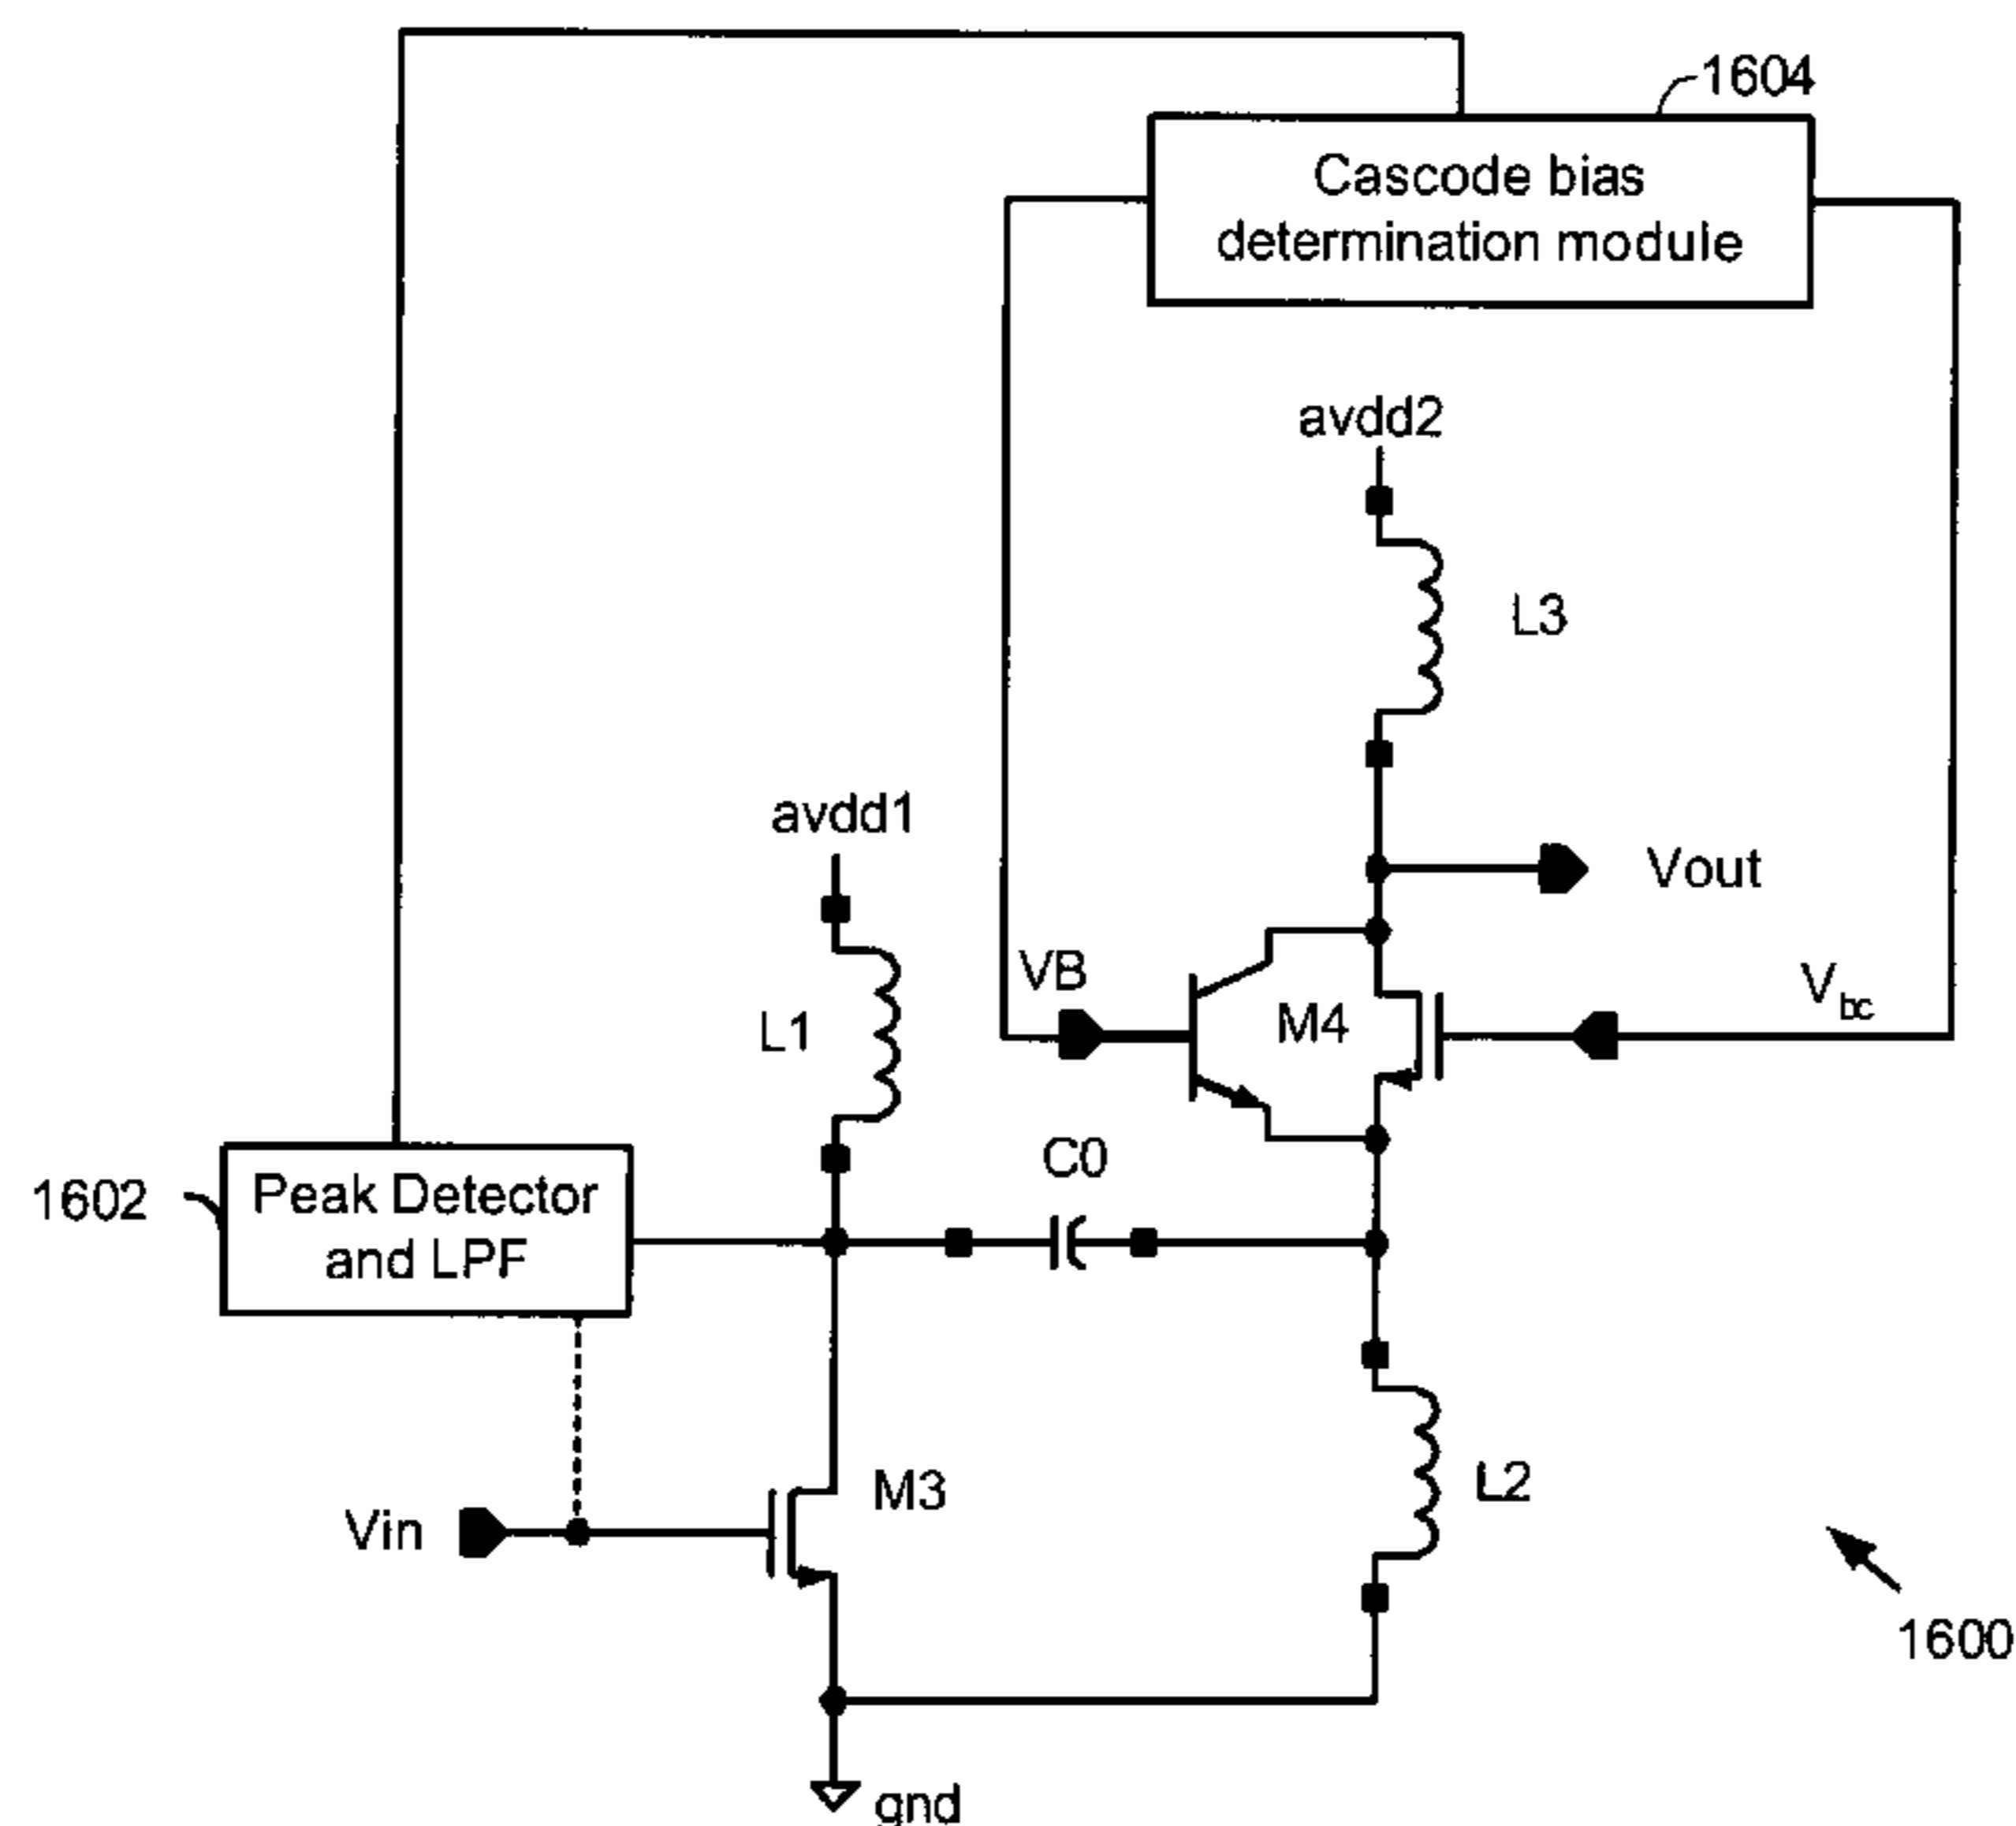 1604
Cascode bias
determination module
avdd2
L3
avdd1
Vout
VB
M4
Vbc
L1
C0
1602
Peak Detector
and LPF
M3
L2
Vin
1600
gnd